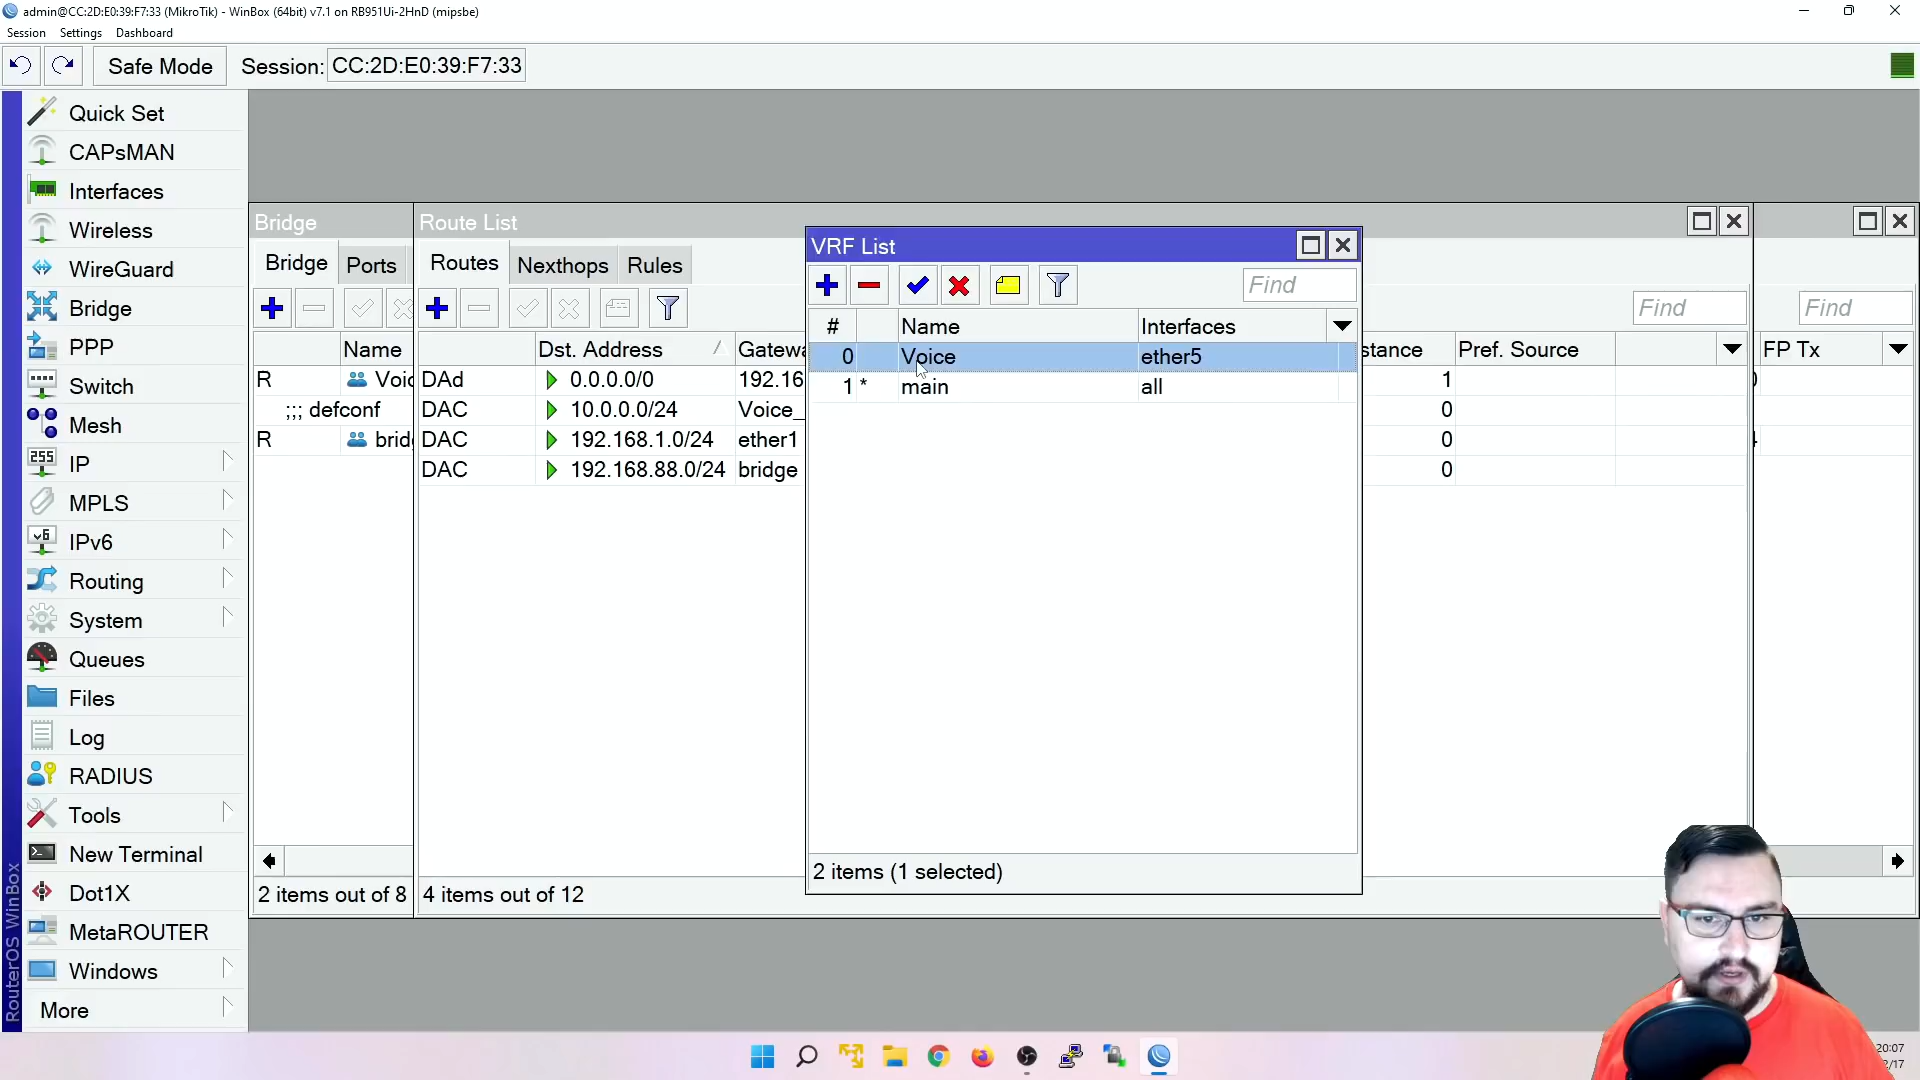 admin@CC:2D:E0:39:F7:33 (MikroTik) - WinBox (64bit) v7.1 on RB951Ui-2HnD (mipsbe)
Session Settings Dashboard
Safe Mode Session: CC:2D:E0:39:F7:33
Quick Set
CAPsMAN
Interfaces
Wireless
WireGuard
Bridge
PPP
Switch
Mesh
IP
MPLS
IPv6
Routing
System
Queues
Files
Log
RADIUS
Tools
New Terminal
Dot1X
MetaROUTER
Windows
More
RouterOS WinBox
Bridge
Bridge Ports
Name
R Voic
;;; defconf
R bridg
2 items out of 8
Route List
Routes Nexthops Rules
Find
Dst. Address Gatewa stance Pref. Source
DAd 0.0.0.0/0 192.16 1
DAC 10.0.0.0/24 Voice_ 0
DAC 192.168.1.0/24 ether1 0
DAC 192.168.88.0/24 bridge 0
4 items out of 12
VRF List
Find
# Name Interfaces
0 Voice ether5
1 * main all
2 items (1 selected)
Find
FP Tx
20:07
2/17